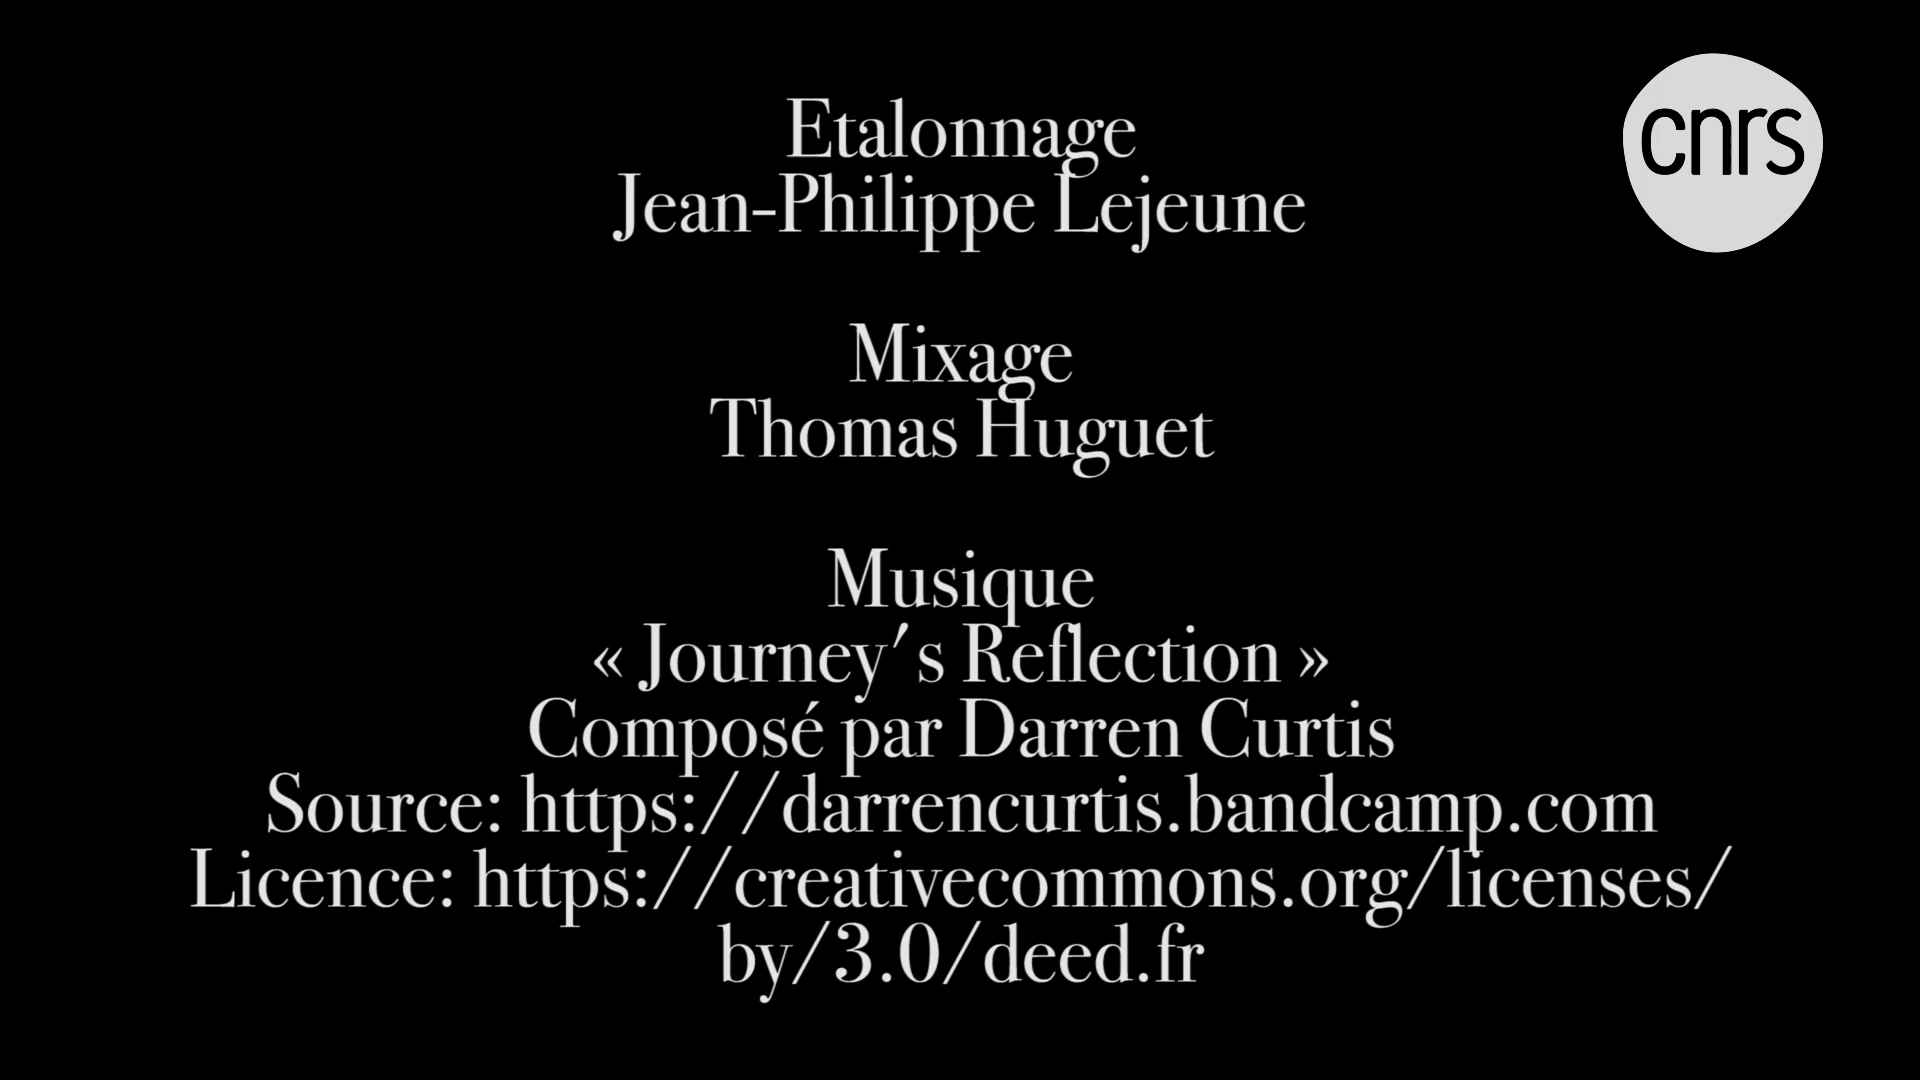 cnrs
Etalonnage
Jean-Philippe Lejeune
Mixage
Thomas Huguet
Musique
« Journey's Reflection »
Composé par Darren Curtis
Source: https://darrencurtis.bandcamp.com
Licence: https://creativecommons.org/licenses/
by/3.0/deed.fr